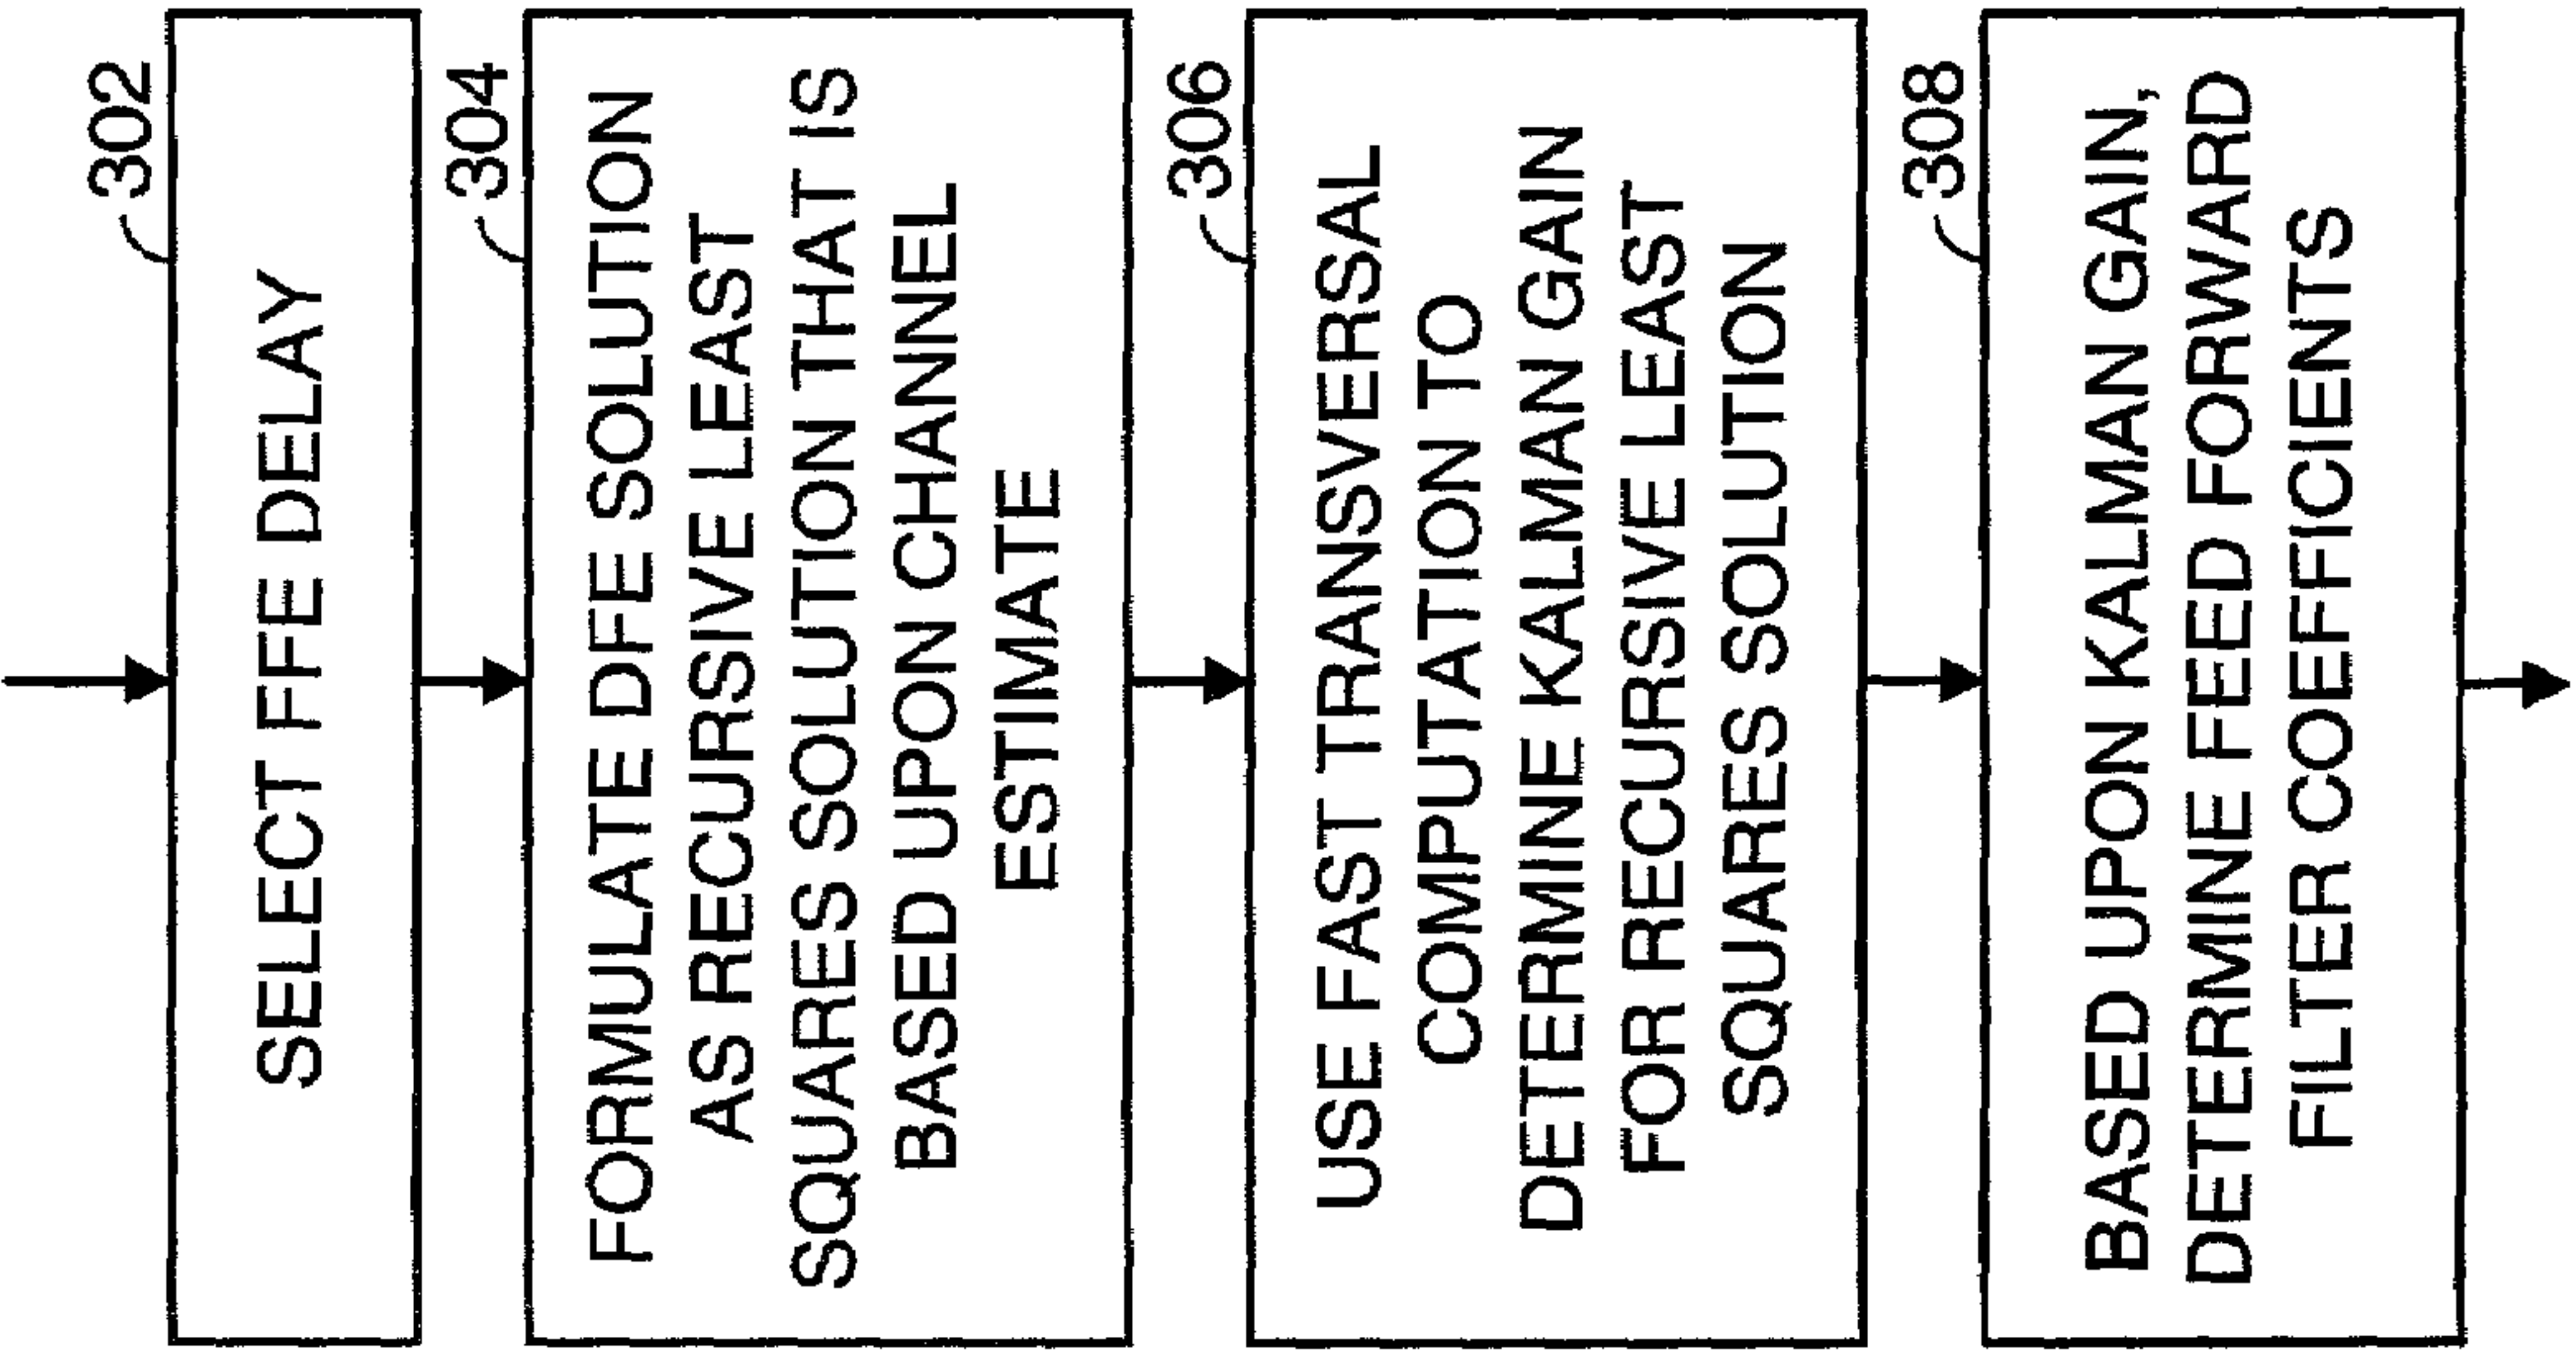 302
SELECT FFE DELAY
304
FORMULATE DFE SOLUTION
AS RECURSIVE LEAST
SQUARES SOLUTION THAT IS
BASED UPON CHANNEL
ESTIMATE
306
USE FAST TRANSVERSAL
COMPUTATION TO
DETERMINE KALMAN GAIN
FOR RECURSIVE LEAST
SQUARES SOLUTION
308
BASED UPON KALMAN GAIN,
DETERMINE FEED FORWARD
FILTER COEFFICIENTS